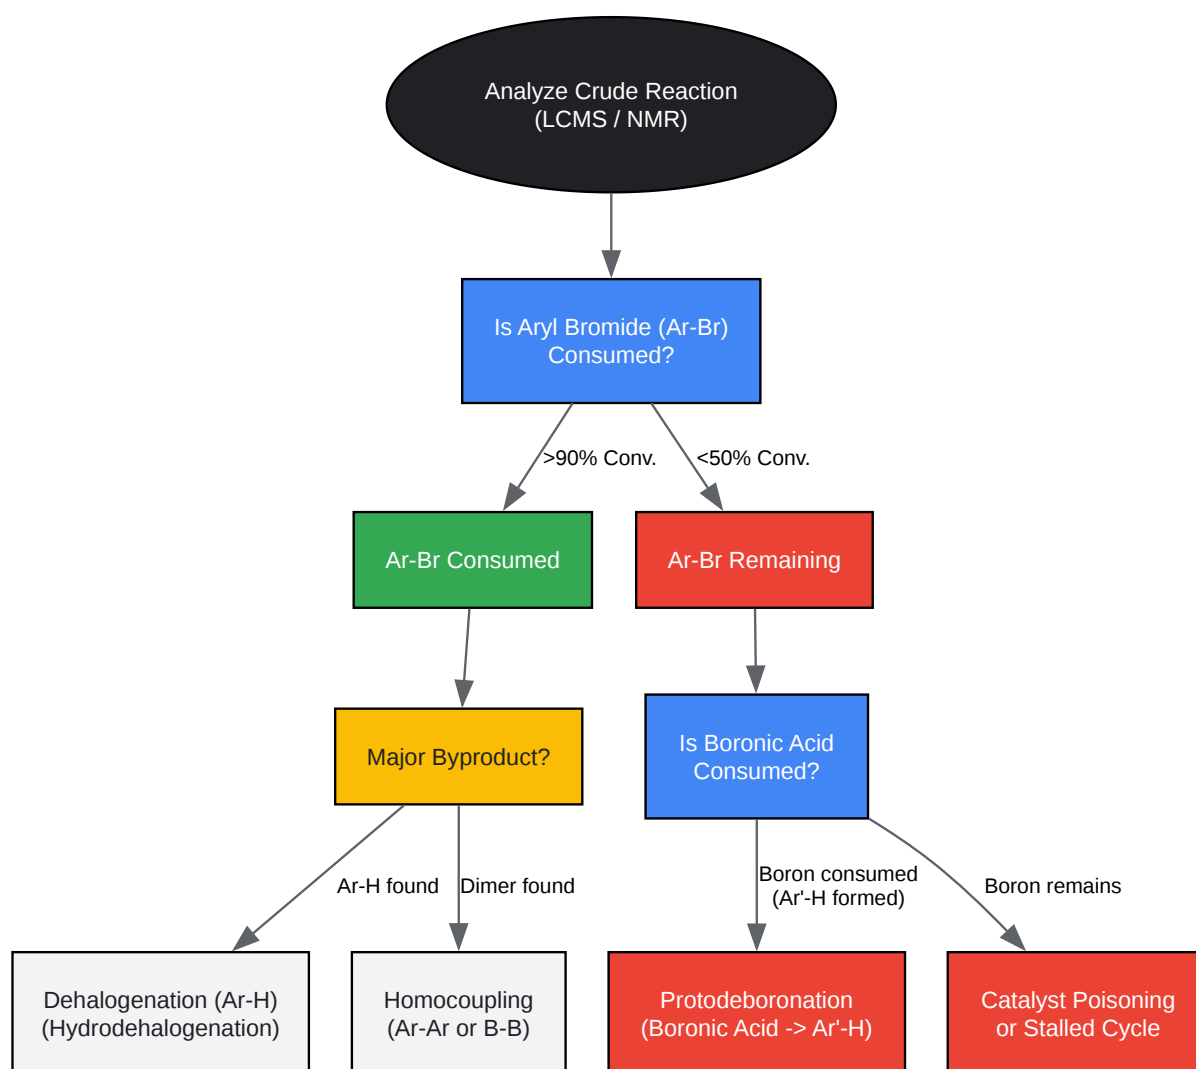 Analyze Crude Reaction
(LCMS / NMR)
Is Aryl Bromide (Ar-Br)
Consumed?
>90% Conv.
<50% Conv.
Ar-Br Consumed
Ar-Br Remaining
Major Byproduct?
Is Boronic Acid
Consumed?
Ar-H found
Dimer found
Boron consumed
(Ar'-H formed)
Boron remains
Dehalogenation (Ar-H)
(Hydrodehalogenation)
Homocoupling
(Ar-Ar or B-B)
Protodeboronation
(Boronic Acid -> Ar'-H)
Catalyst Poisoning
or Stalled Cycle